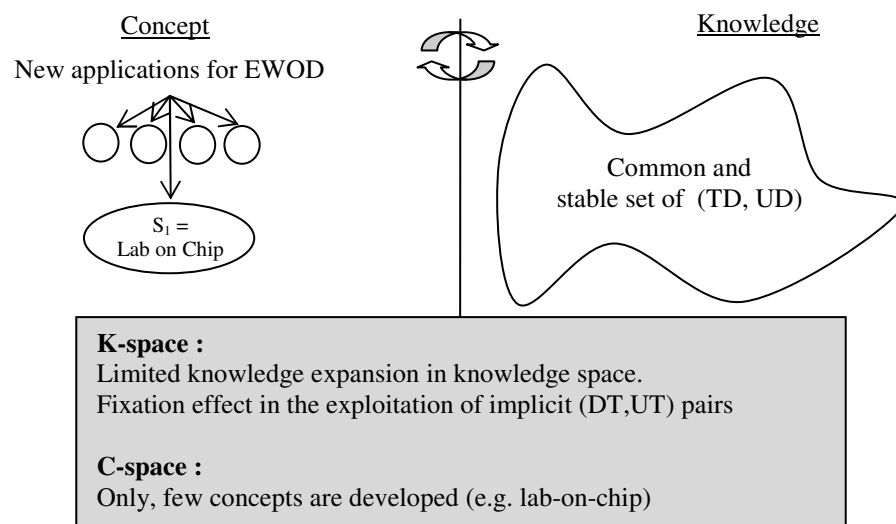 Concept
Knowledge
New applications for EWOD
Common and
stable set of (TD, UD)
S₁ =
Lab on Chip
K-space :
Limited knowledge expansion in knowledge space.
Fixation effect in the exploitation of implicit (DT,UT) pairs
C-space :
Only, few concepts are developed (e.g. lab-on-chip)